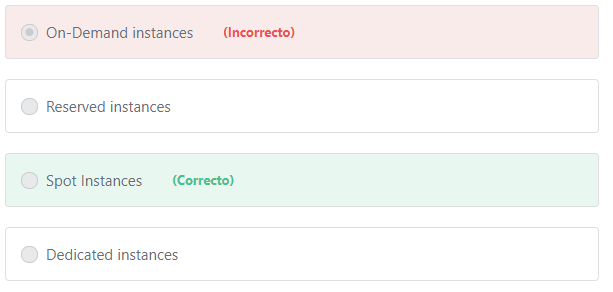 On-Demand instances (Incorrecto)
Reserved instances
Spot Instances (Correcto)
Dedicated instances